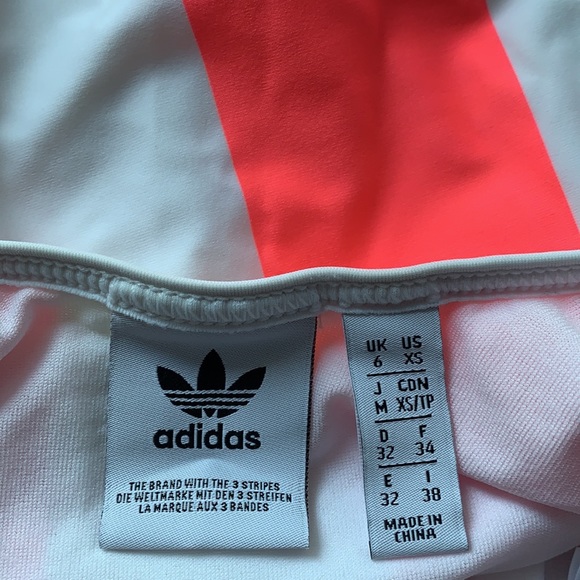 adidas
THE BRAND WITH THE 3 STRIPES
DIE WELTMARKE MIT DEN 3 STREIFEN
LA MARQUE AUX 3 BANDES
UK US
6 XS
J CDN
M XS/TP
D F
32 34
E I
32 38
MADE IN
CHINA